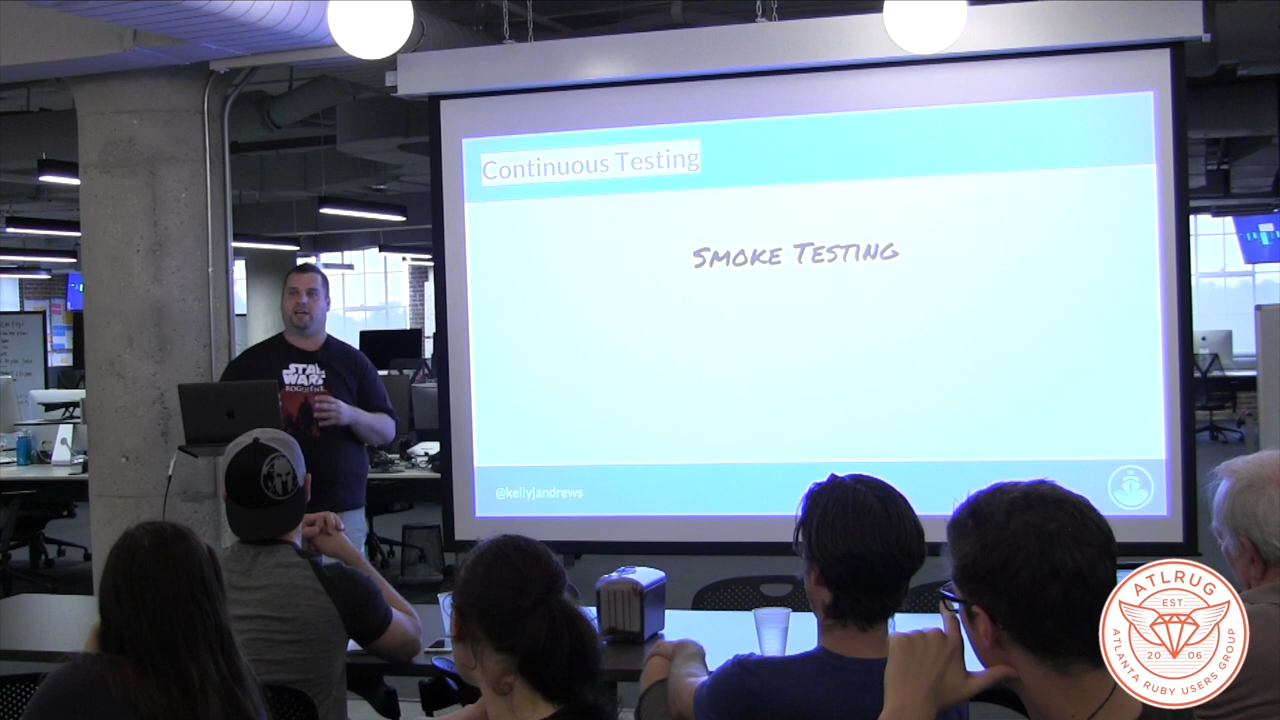 Continuous Testing
SMOKE TESTING
@kellyjandrews
STAR
WARS
ROGUE ONE
ATLRUG
EST.
20 06
ATLANTA RUBY USERS GROUP